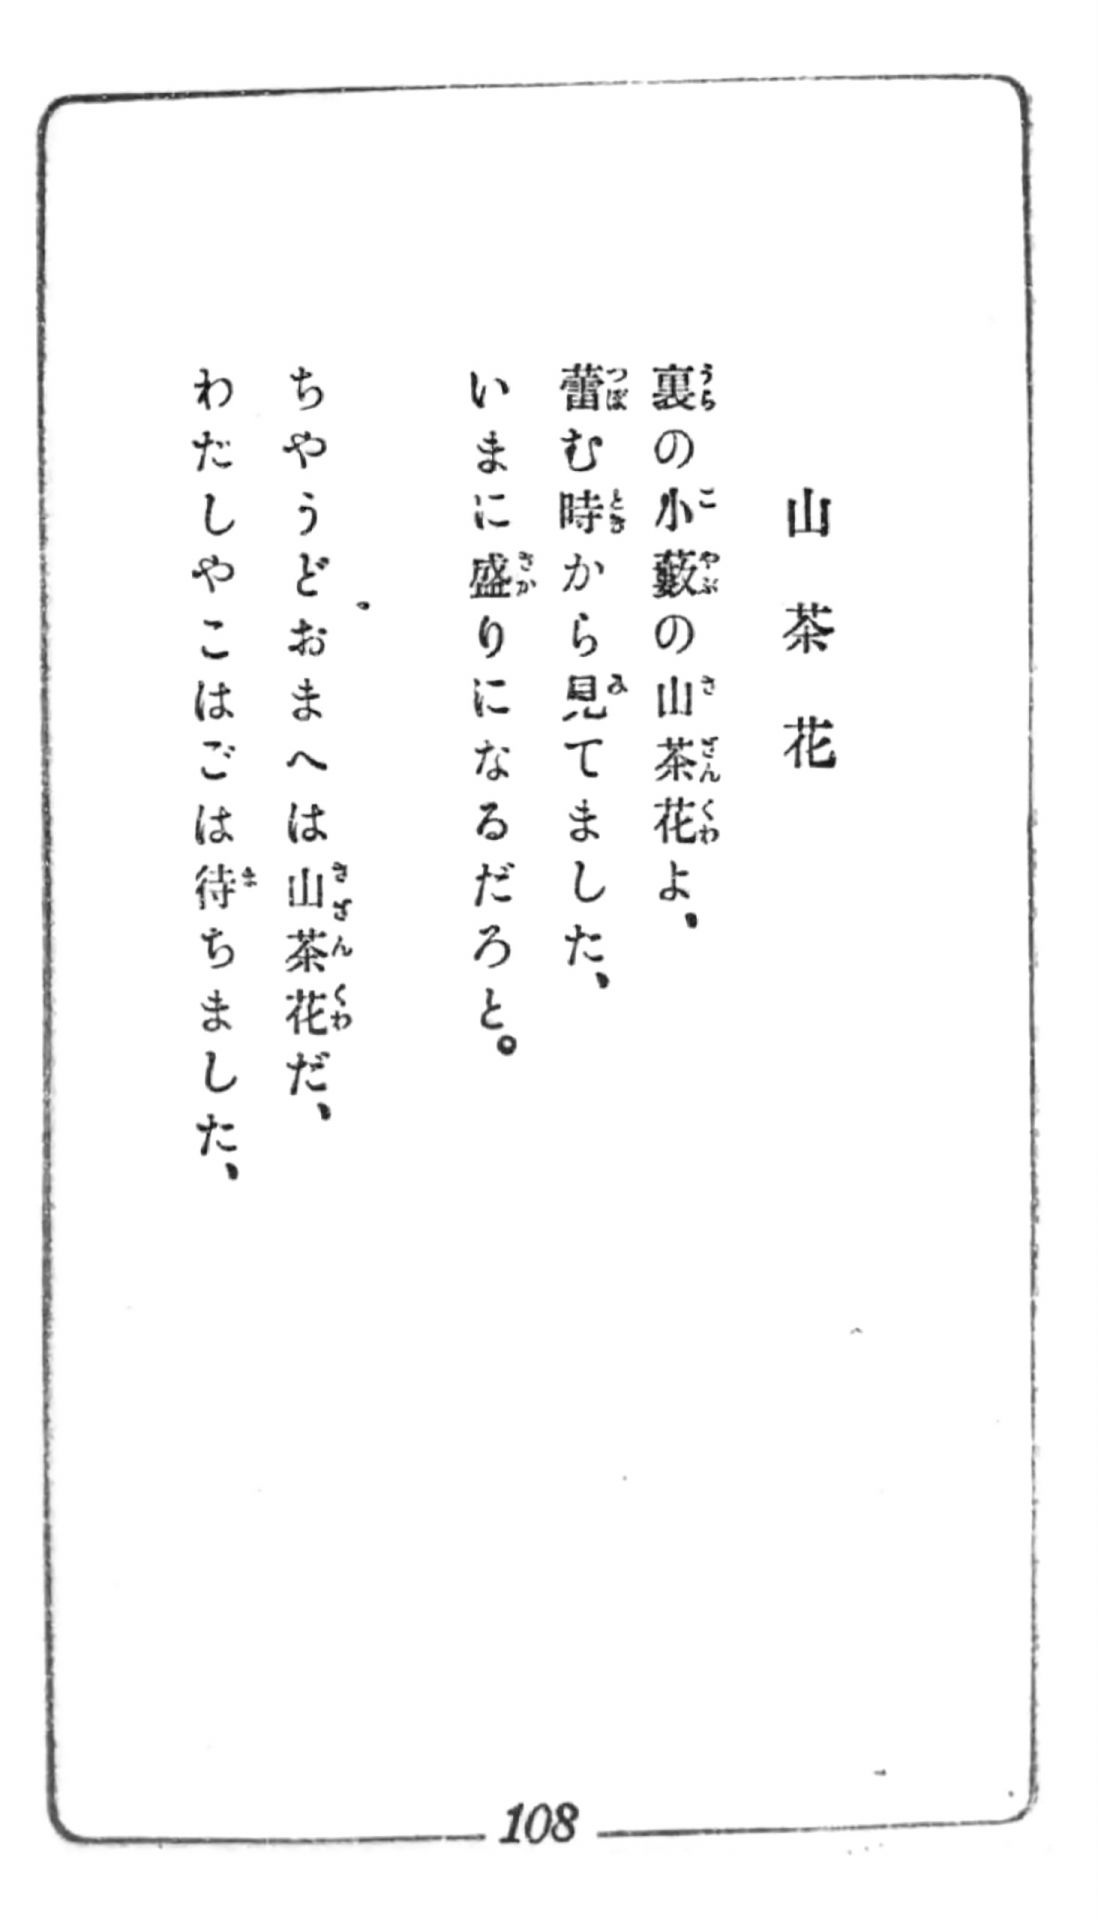 山茶花
裏の小藪の山茶花よ、
蕾む時から見てました、
いまに盛りになるだろと。
ちやうどおまへは山茶花だ、
わだしやこはごは待ちました、
108